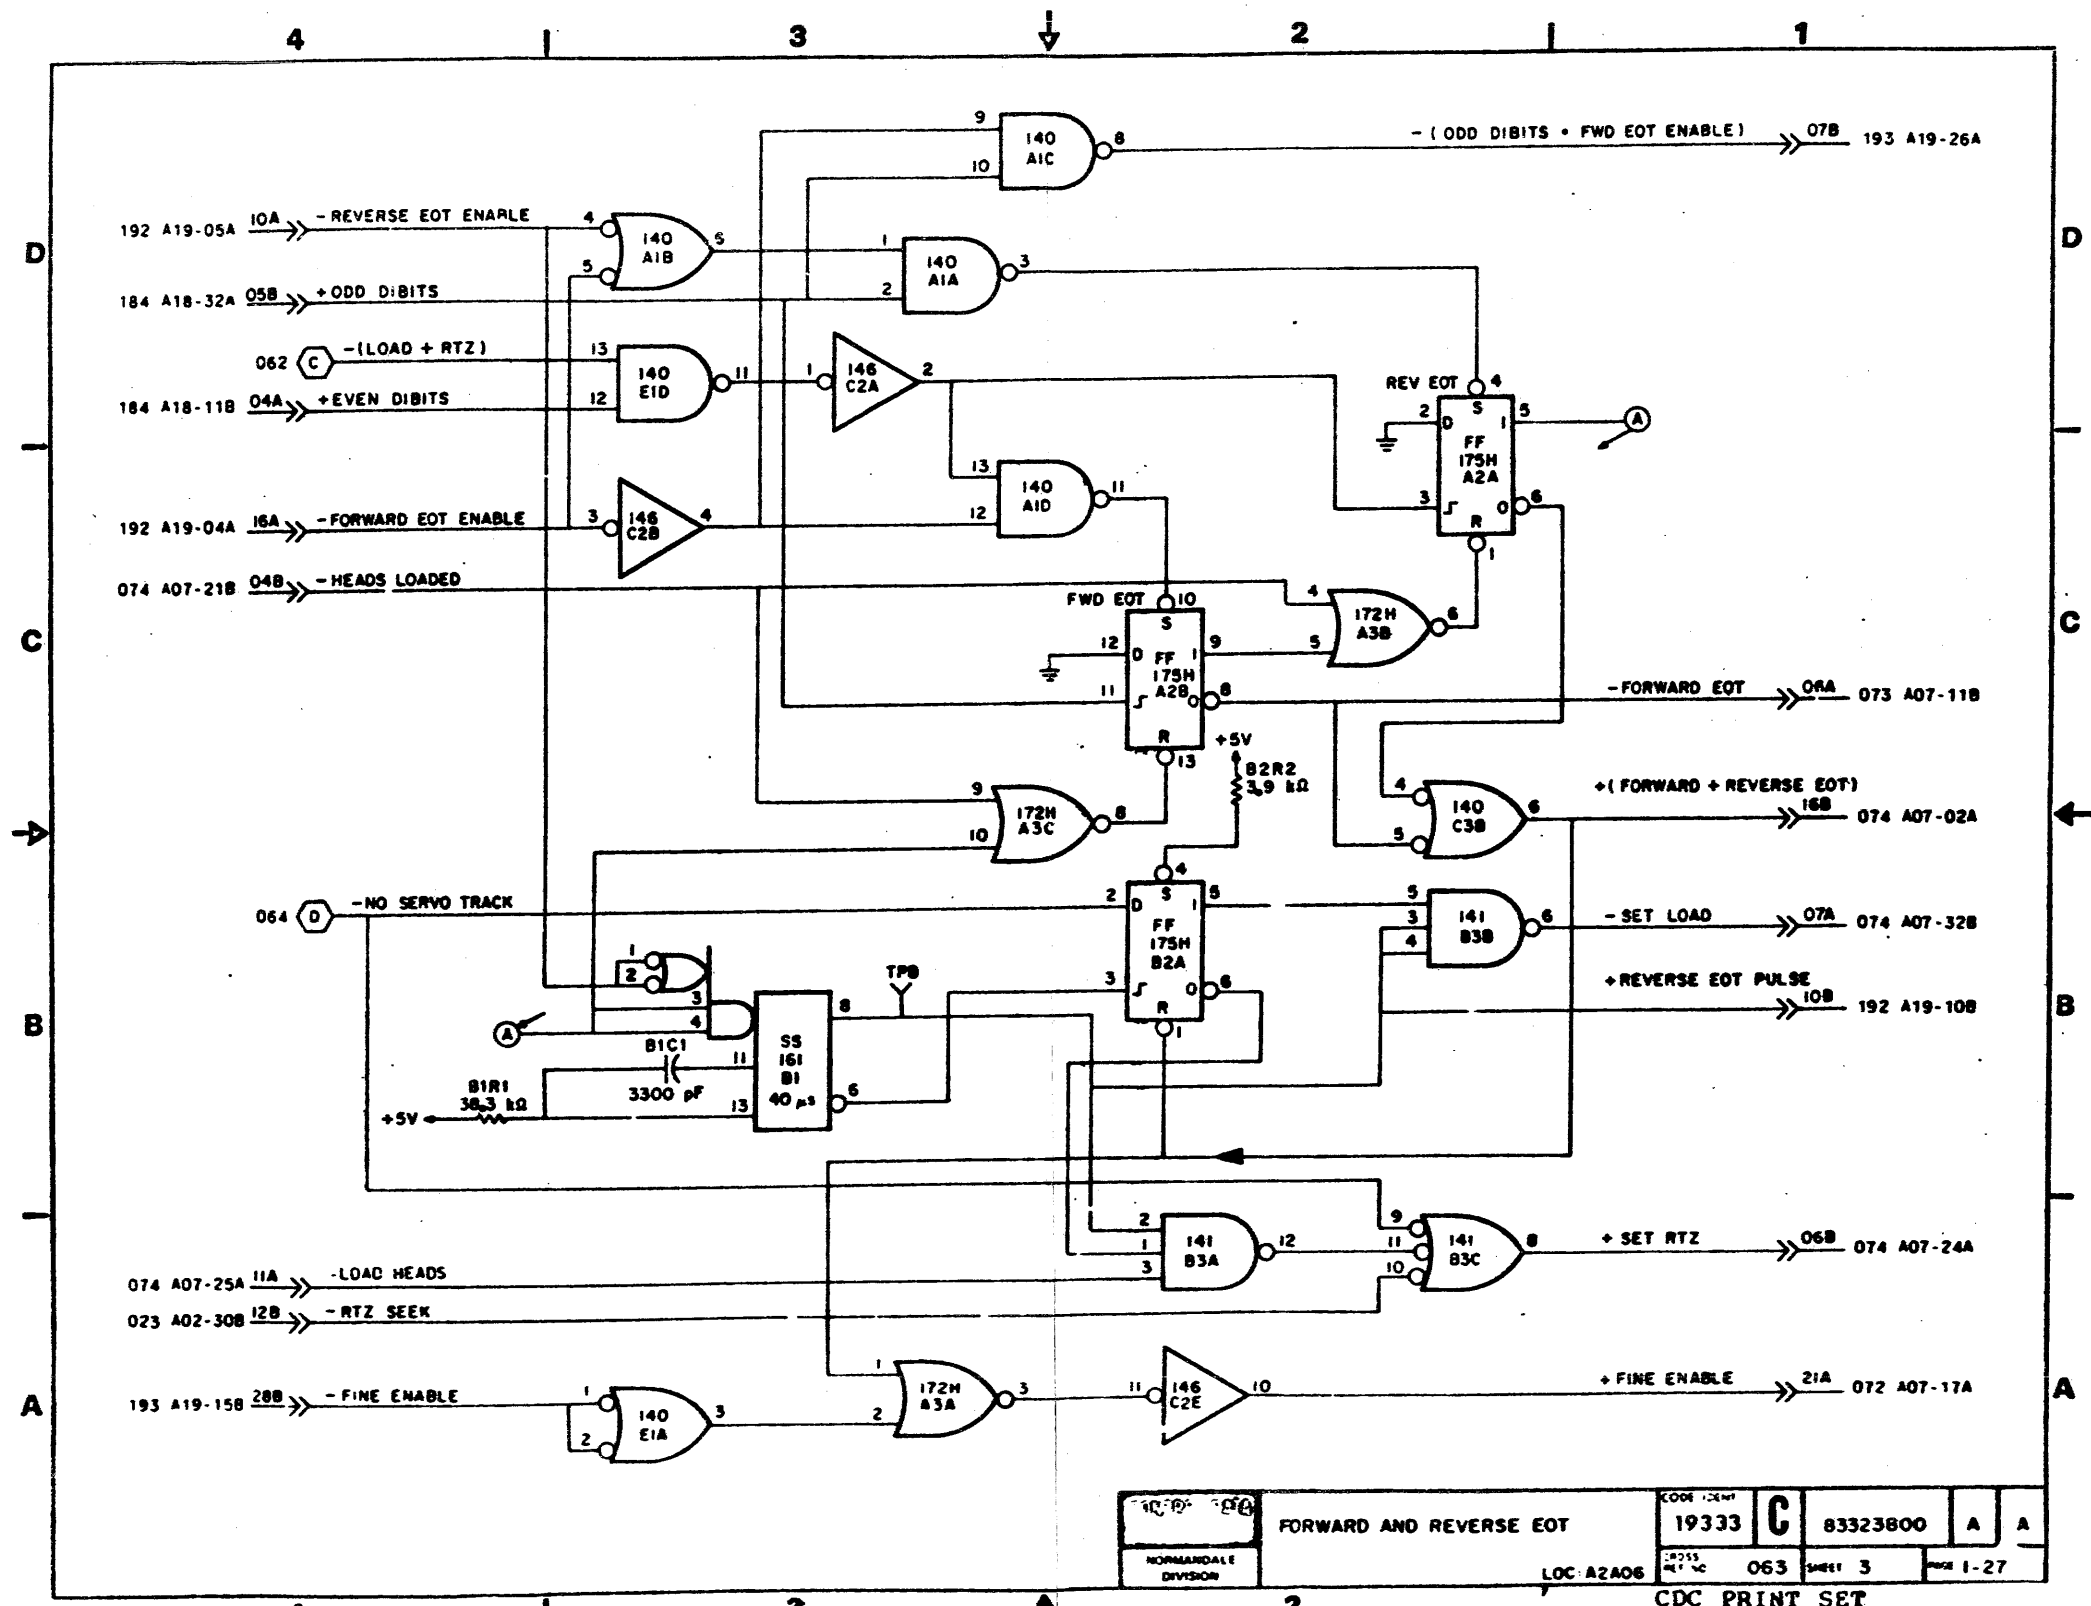 4 3 2 1
9 140 A1C 8 -(ODD DIBITS • FWD EOT ENABLE) 07B 193 A19-26A
10
192 A19-05A 10A -REVERSE EOT ENABLE 4 140 A1B 6
5
D D
1 140 A1A 3
184 A18-32A 05B +ODD DIBITS 2
062 C -(LOAD + RTZ) 13 140 E1D 11 1 146 C2A 2
184 A18-11B 04A +EVEN DIBITS 12
REV EOT 4
2 D S 1 5 A
FF 175H A2A
3 R 0 6
1
13 140 A1D 11
12
192 A19-04A 16A -FORWARD EOT ENABLE 3 146 C2B 4
074 A07-21B 04B -HEADS LOADED
FWD EOT 10
4 172H A3B 6
5
C C
12 D S 1 9
FF 175H A2B
11 R 0 8
13
-FORWARD EOT 06A 073 A07-11B
+5V
B2R2
3.9 kΩ
9 172H A3C 8
10
4 140 C3B 6
5
+(FORWARD + REVERSE EOT)
16B 074 A07-02A
064 D -NO SERVO TRACK
4
2 D S 1 5
FF 175H B2A
3 R 0 6
1
5 141 B3B 6 -SET LOAD 07A 074 A07-32B
3
4
+REVERSE EOT PULSE
10B 192 A19-10B
B B
1
2
3
4
A
TPB
8
B1C1 11
3300 pF
SS
161
B1
40 µs
6
B1R1
38.3 kΩ
+5V 13
2 141 B3A 12
1
3
9 141 B3C 8 + SET RTZ 06B 074 A07-24A
11
10
074 A07-25A 11A -LOAD HEADS
023 A02-30B 12B -RTZ SEEK
A A
193 A19-15B 28B -FINE ENABLE 1 140 E1A 3
2
1 172H A3A 3
2
11 146 C2E 10 + FINE ENABLE 21A 072 A07-17A
NORMANDALE
DIVISION
FORWARD AND REVERSE EOT
LOC: A2A06
CODE IDENT
19333 C 83323800 A A
CROSS
REF NO 063 SHEET 3 PAGE 1-27
CDC PRINT SET